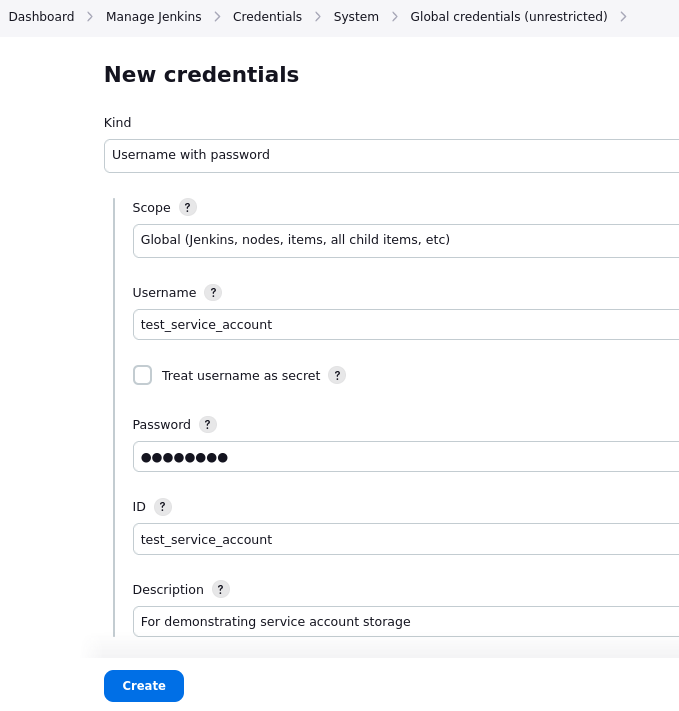 Dashboard > Manage Jenkins > Credentials > System > Global credentials (unrestricted) >
New credentials
Kind
Username with password
Scope ?
Global (Jenkins, nodes, items, all child items, etc)
Username ?
test_service_account
Treat username as secret ?
Password ?
●●●●●●●●
ID ?
test_service_account
Description ?
For demonstrating service account storage
Create